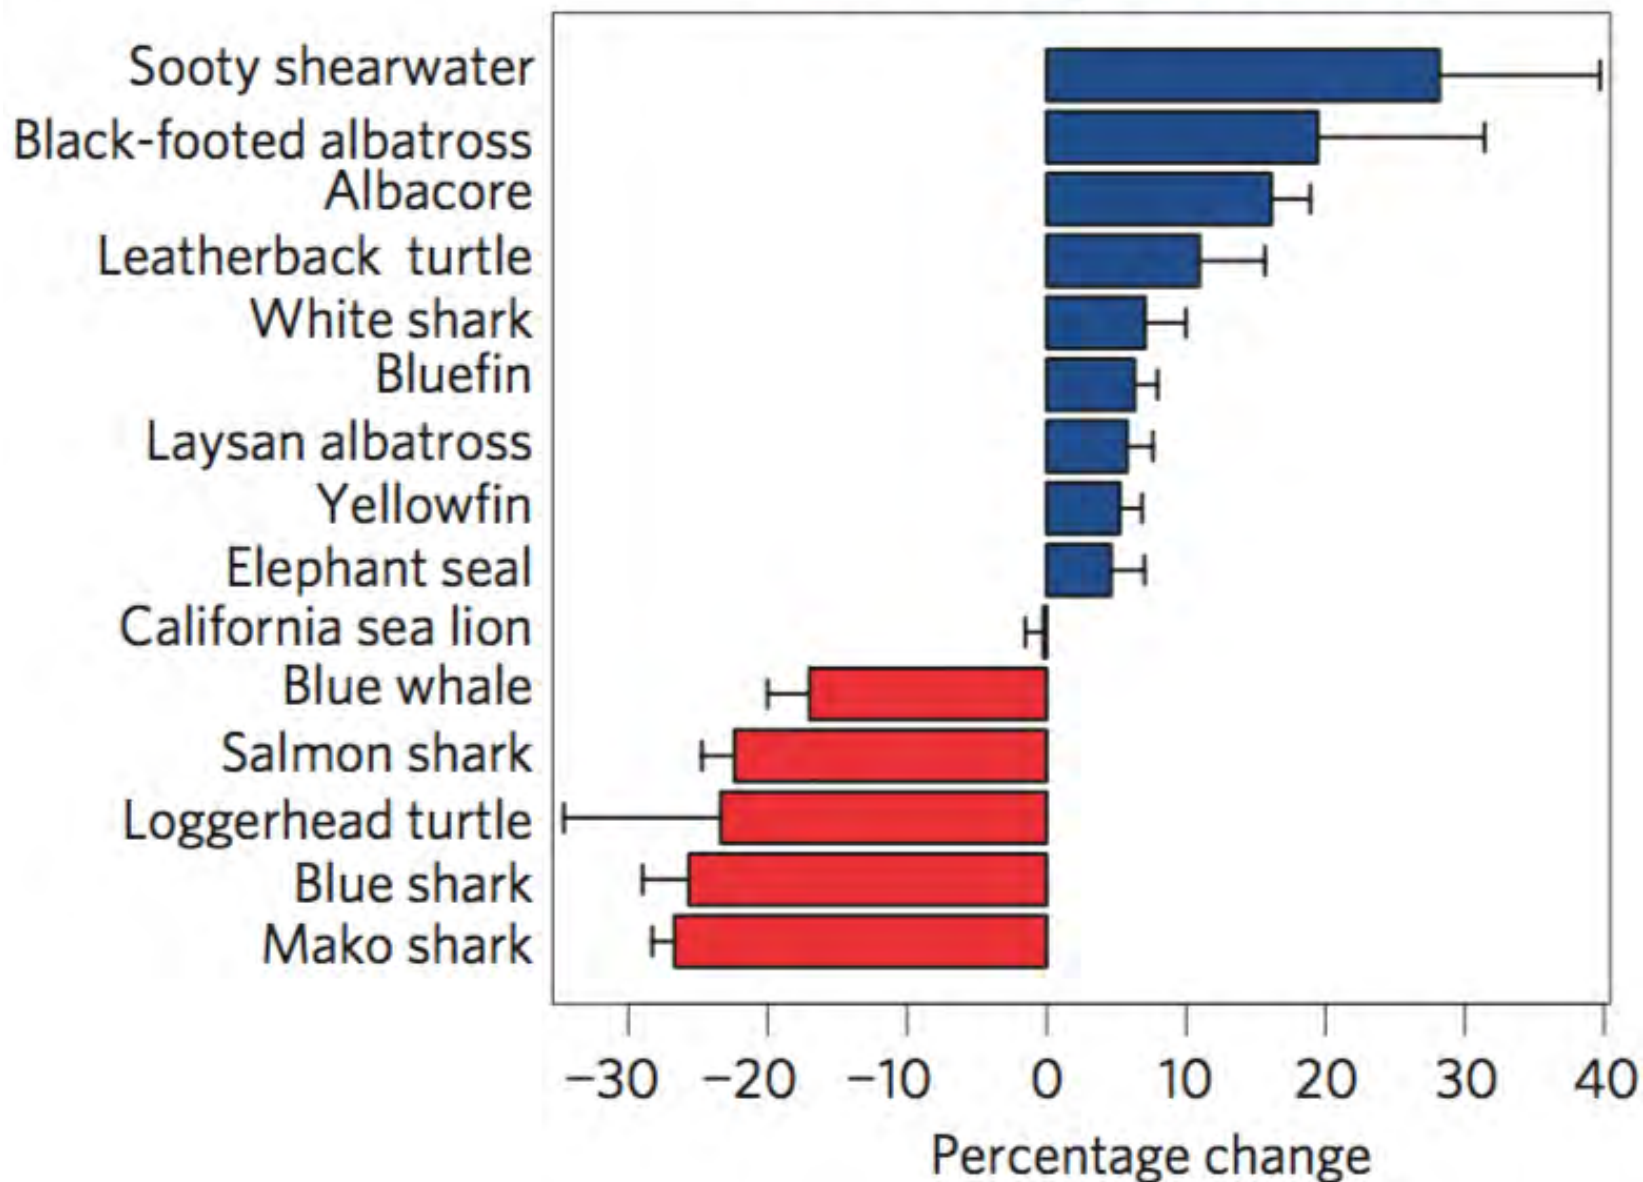 Sooty shearwater
Black-footed albatross
Albacore
Leatherback turtle
White shark
Bluefin
Laysan albatross
Yellowfin
Elephant seal
California sea lion
Blue whale
Salmon shark
Loggerhead turtle
Blue shark
Mako shark
−30 −20 −10 0 10 20 30 40
Percentage change